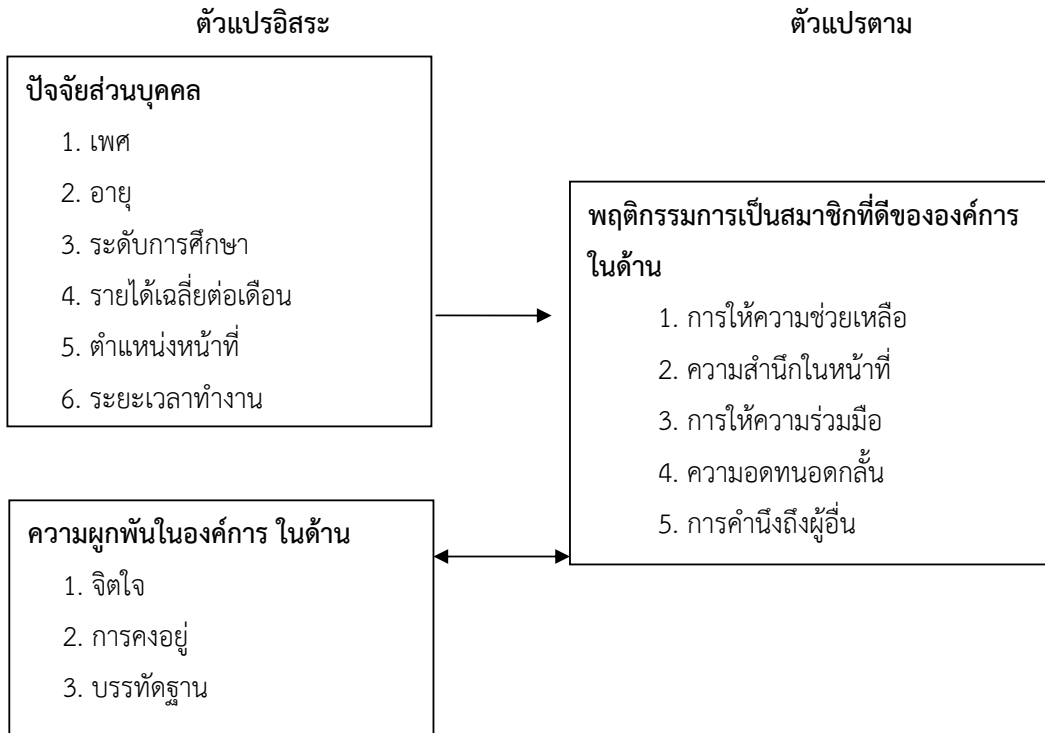 ตัวแปรอิสระ
ตัวแปรตาม
ปัจจัยส่วนบุคคล
1. เพศ
2. อายุ
3. ระดับการศึกษา
4. รายได้เฉลี่ยต่อเดือน
5. ตำแหน่งหน้าที่
6. ระยะเวลาทำงาน
พฤติกรรมการเป็นสมาชิกที่ดีขององค์การ
ในด้าน
1. การให้ความช่วยเหลือ
2. ความสำนึกในหน้าที่
3. การให้ความร่วมมือ
4. ความอดทนอดกลั้น
5. การคำนึงถึงผู้อื่น
ความผูกพันในองค์การ ในด้าน
1. จิตใจ
2. การคงอยู่
3. บรรทัดฐาน